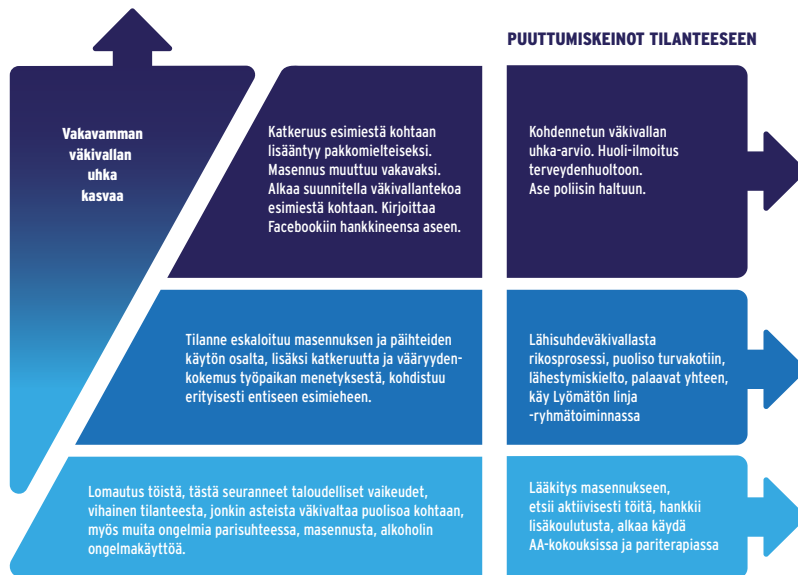 PUUTTUMISKEINOT TILANTEESEEN
Vakavamman
väkivallan
uhka
kasvaa
Katkeruus esimiestä kohtaan
lisääntyy pakkomielteiseksi.
Masennus muuttuu vakavaksi.
Alkaa suunnitella väkivallantekoa
esimiestä kohtaan. Kirjoittaa
Facebookiin hankkineensa aseen.
Kohdennetun väkivallan
uhka-arvio. Huoli-ilmoitus
terveydenhuoltoon.
Ase poliisin haltuun.
Tilanne eskaloituu masennuksen ja päihteiden
käytön osalta, lisäksi katkeruutta ja vääryyden-
kokemus työpaikan menetyksestä, kohdistuu
erityisesti entiseen esimieheen.
Lähisuhdeväkivallasta
rikosprosessi, puoliso turvakotiin,
lähestymiskielto, palaavat yhteen,
käy Lyömätön linja
-ryhmätoiminnassa
Lomautus töistä, tästä seuranneet taloudelliset vaikeudet,
vihainen tilanteesta, jonkin asteista väkivaltaa puolisoa kohtaan,
myös muita ongelmia parisuhteessa, masennusta, alkoholin
ongelmakäyttöä.
Lääkitys masennukseen,
etsii aktiivisesti töitä, hankkii
lisäkoulutusta, alkaa käydä
AA-kokouksissa ja pariterapiassa